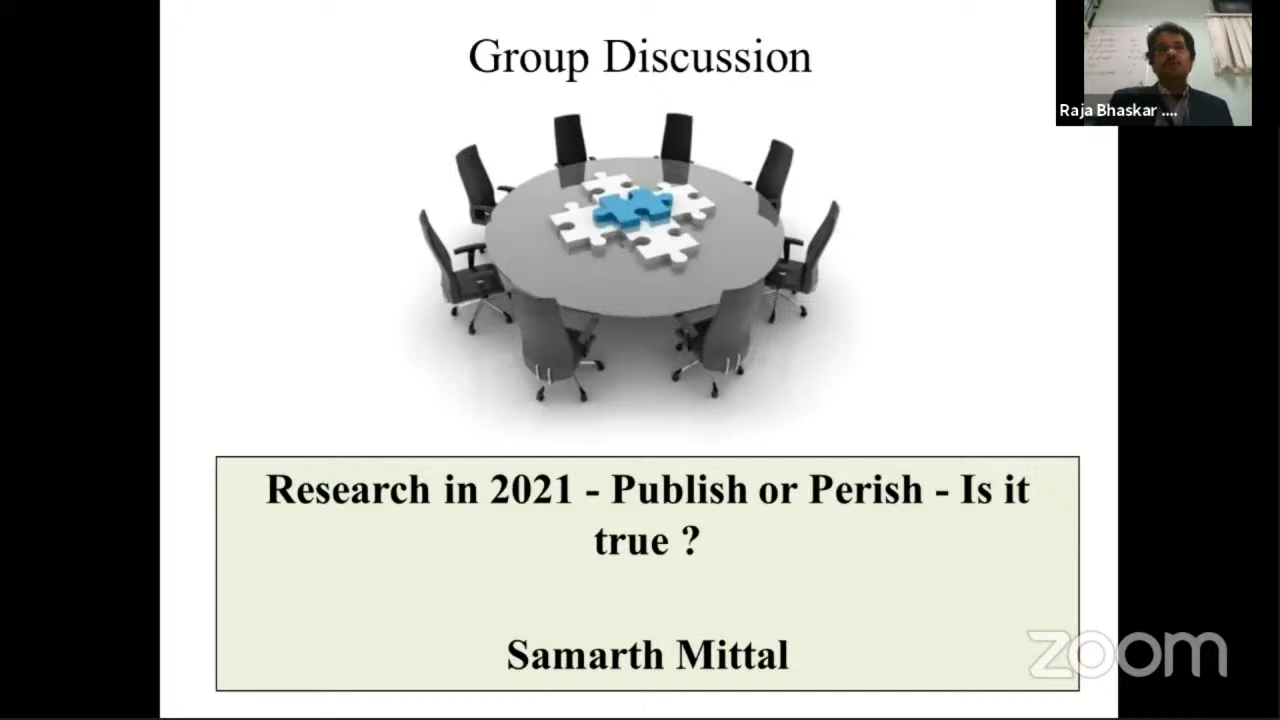 Group Discussion
Raja Bhaskar ....
Research in 2021 - Publish or Perish - Is it
true ?
Samarth Mittal
zoom